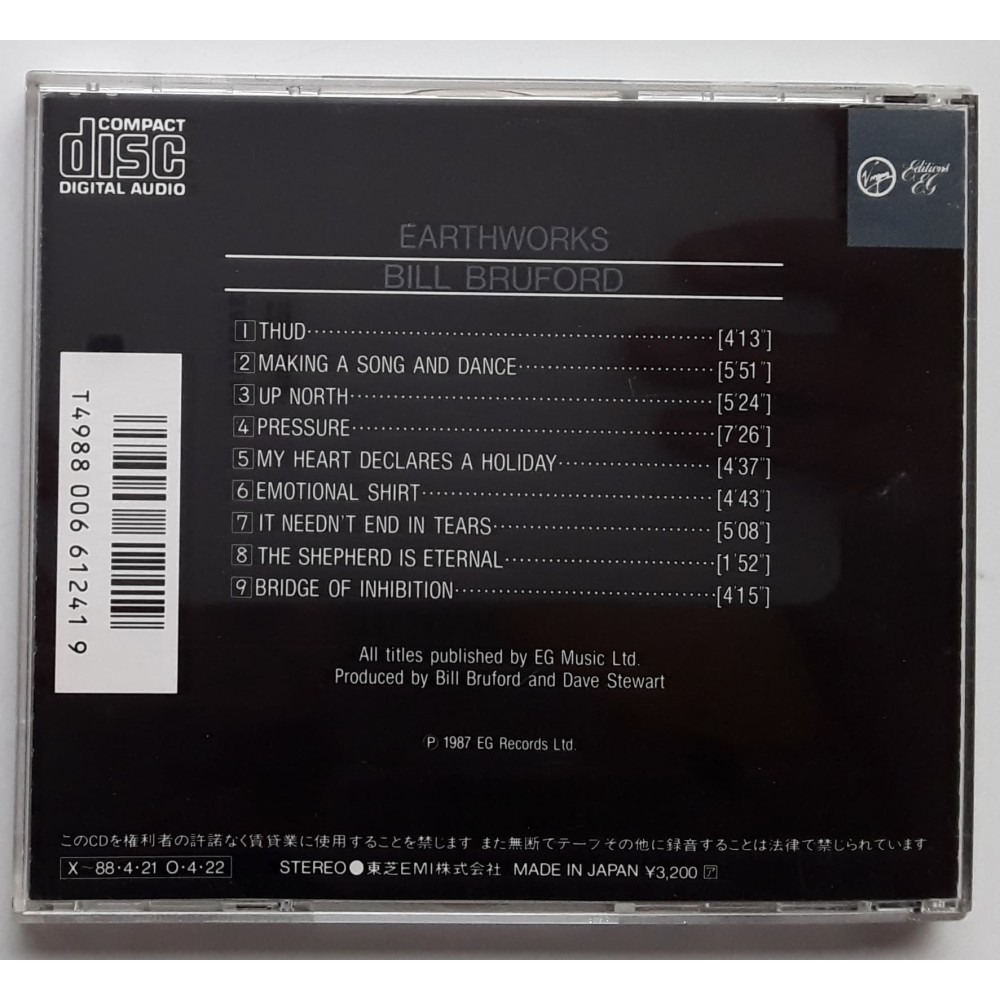 COMPACT
disc
DIGITAL AUDIO
Virgin
Editions
EG
EARTHWORKS
BILL BRUFORD
1 THUD [4'13"]
2 MAKING A SONG AND DANCE [5'51"]
3 UP NORTH [5'24"]
4 PRESSURE [7'26"]
5 MY HEART DECLARES A HOLIDAY [4'37"]
6 EMOTIONAL SHIRT [4'43"]
7 IT NEEDN'T END IN TEARS [5'08"]
8 THE SHEPHERD IS ETERNAL [1'52"]
9 BRIDGE OF INHIBITION [4'15"]
T4988 006 61241 9
All titles published by EG Music Ltd.
Produced by Bill Bruford and Dave Stewart
Ⓟ 1987 EG Records Ltd.
このCDを権利者の許諾なく賃貸業に使用することを禁じます また無断でテープその他に録音することは法律で禁じられています
X~88・4・21 O・4・22
STEREO●東芝EMI株式会社 MADE IN JAPAN ¥3,200 ア